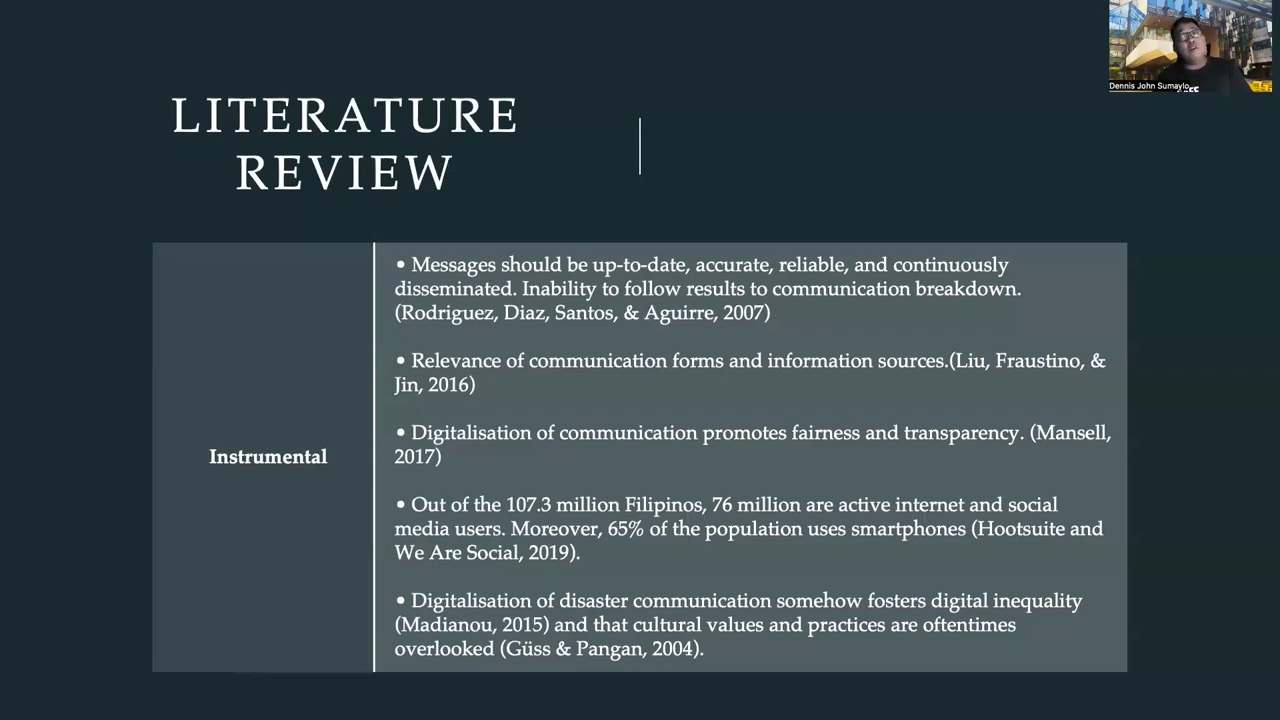 Dennis John Sumaylo
LITERATURE
REVIEW
Instrumental
• Messages should be up-to-date, accurate, reliable, and continuously
disseminated. Inability to follow results to communication breakdown.
(Rodriguez, Diaz, Santos, & Aguirre, 2007)
• Relevance of communication forms and information sources.(Liu, Fraustino, &
Jin, 2016)
• Digitalisation of communication promotes fairness and transparency. (Mansell,
2017)
• Out of the 107.3 million Filipinos, 76 million are active internet and social
media users. Moreover, 65% of the population uses smartphones (Hootsuite and
We Are Social, 2019).
• Digitalisation of disaster communication somehow fosters digital inequality
(Madianou, 2015) and that cultural values and practices are oftentimes
overlooked (Güss & Pangan, 2004).